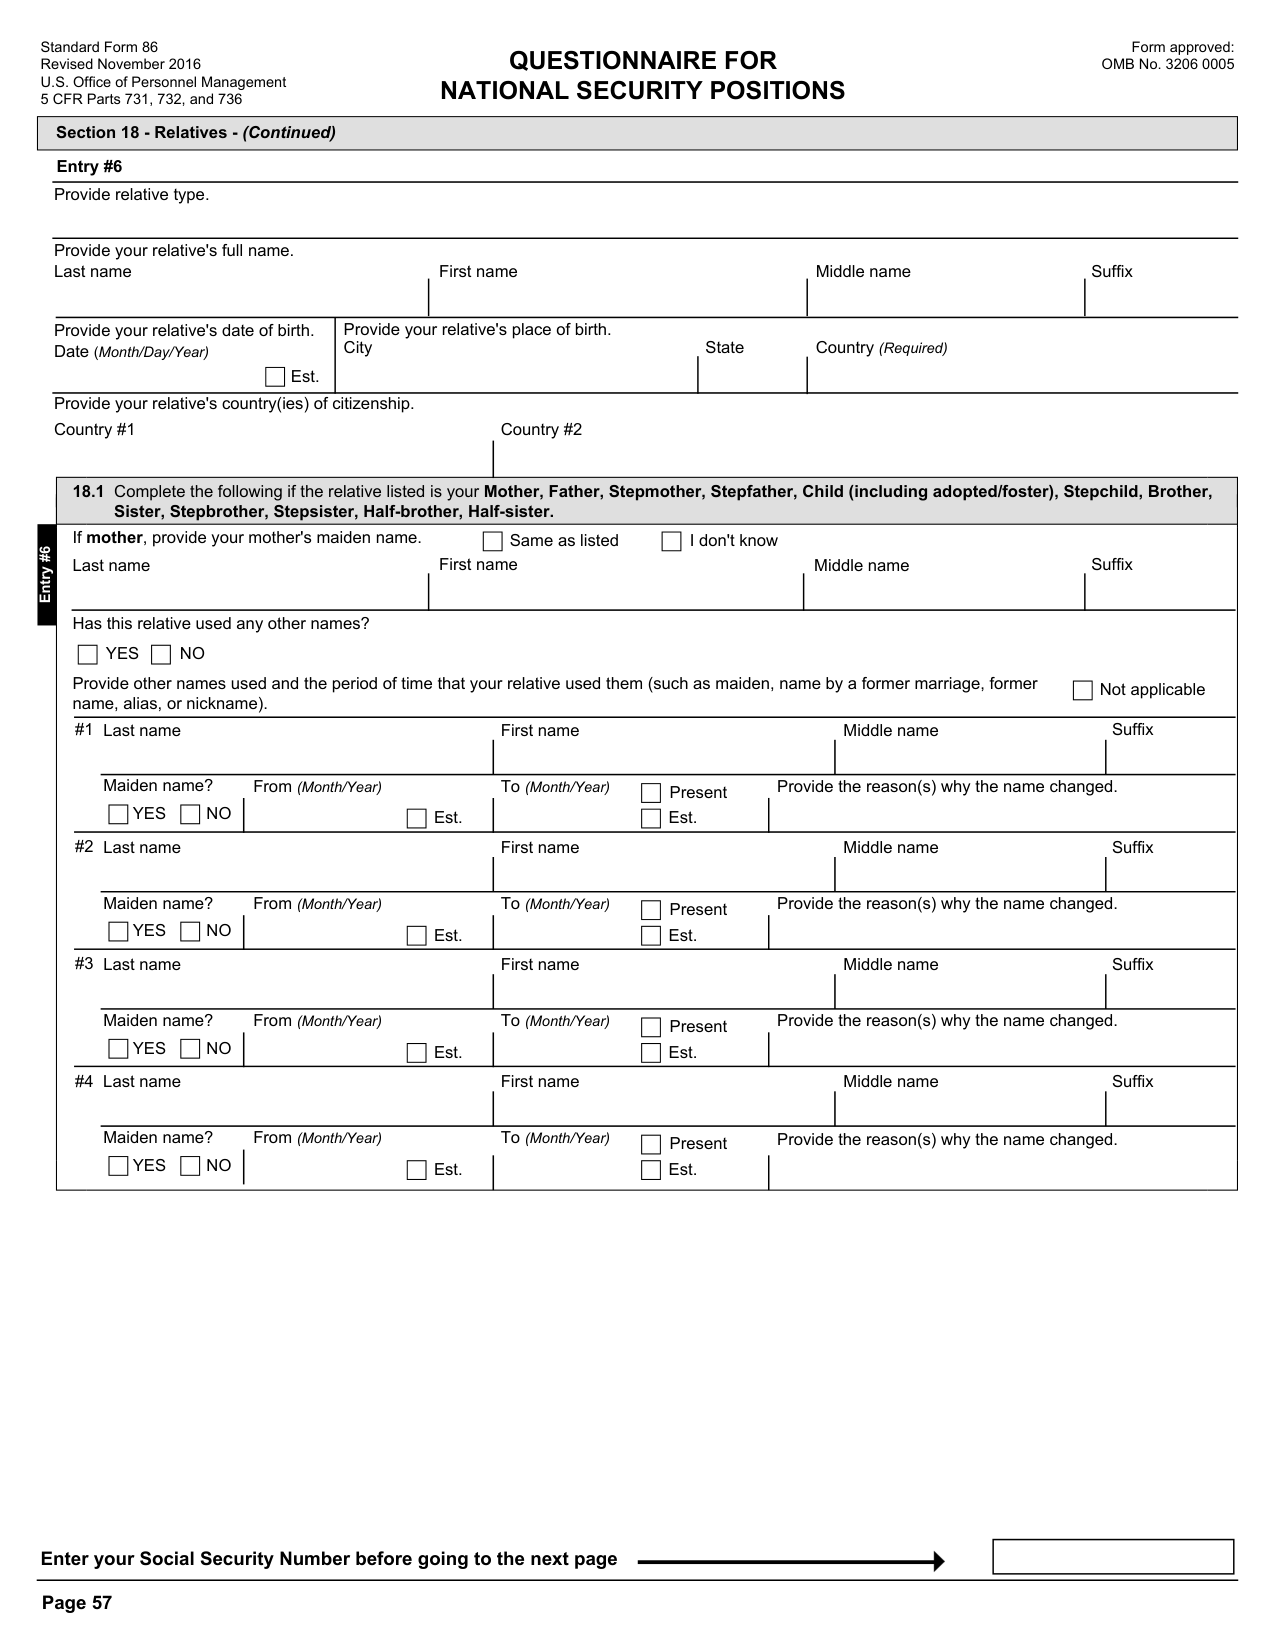 Standard Form 86
Revised November 2016
U.S. Office of Personnel Management
5 CFR Parts 731, 732, and 736
QUESTIONNAIRE FOR
NATIONAL SECURITY POSITIONS
Form approved:
OMB No. 3206 0005
Section 18 - Relatives - (Continued)
Entry #6
Provide relative type.
Provide your relative's full name.
Last name First name Middle name Suffix
Provide your relative's date of birth. Provide your relative's place of birth.
Date (Month/Day/Year) City State Country (Required)
Est.
Provide your relative's country(ies) of citizenship.
Country #1 Country #2
18.1 Complete the following if the relative listed is your Mother, Father, Stepmother, Stepfather, Child (including adopted/foster), Stepchild, Brother,
Sister, Stepbrother, Stepsister, Half-brother, Half-sister.
Entry #6
If mother, provide your mother's maiden name. Same as listed I don't know
Last name First name Middle name Suffix
Has this relative used any other names?
YES NO
Provide other names used and the period of time that your relative used them (such as maiden, name by a former marriage, former
name, alias, or nickname).
Not applicable
#1 Last name First name Middle name Suffix
Maiden name? From (Month/Year) To (Month/Year) Present Provide the reason(s) why the name changed.
YES NO Est. Est.
#2 Last name First name Middle name Suffix
Maiden name? From (Month/Year) To (Month/Year) Present Provide the reason(s) why the name changed.
YES NO Est. Est.
#3 Last name First name Middle name Suffix
Maiden name? From (Month/Year) To (Month/Year) Present Provide the reason(s) why the name changed.
YES NO Est. Est.
#4 Last name First name Middle name Suffix
Maiden name? From (Month/Year) To (Month/Year) Present Provide the reason(s) why the name changed.
YES NO Est. Est.
Enter your Social Security Number before going to the next page
Page 57